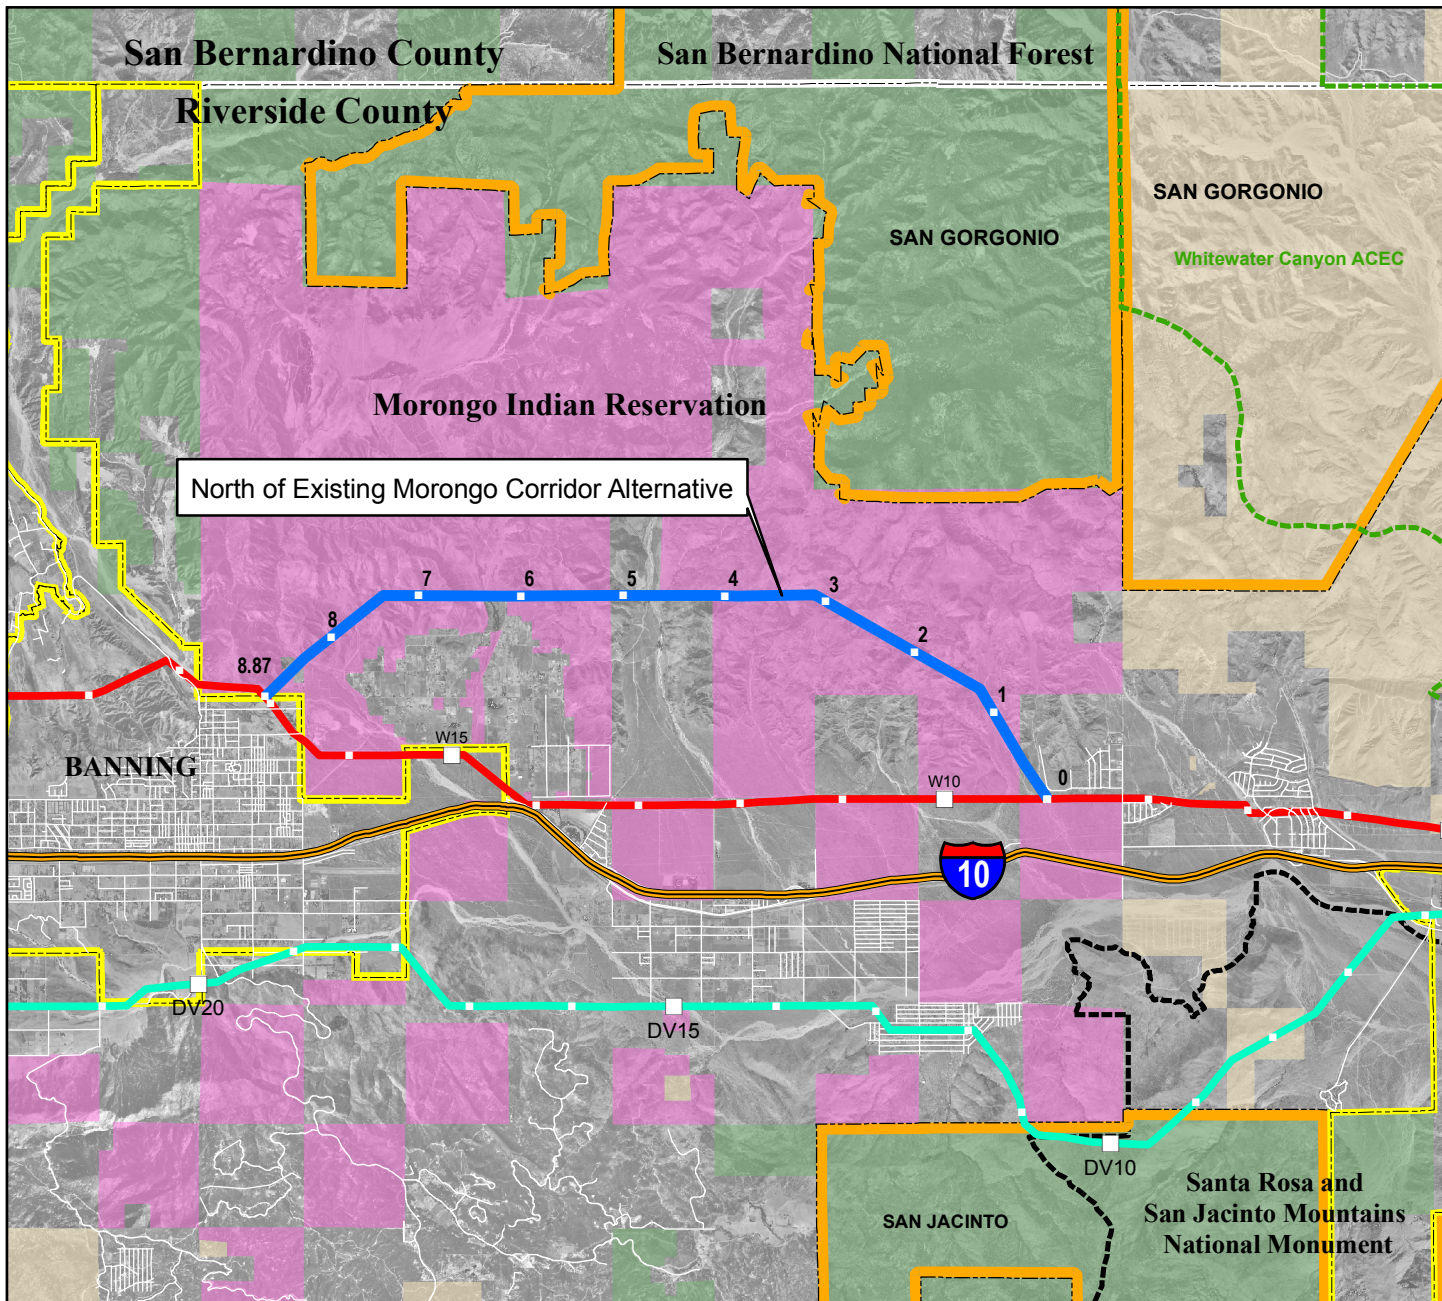 San Bernardino County
San Bernardino National Forest
Riverside County
SAN GORGONIO
SAN GORGONIO
Whitewater Canyon ACEC
Morongo Indian Reservation
North of Existing Morongo Corridor Alternative
7
6
5
4
3
8
2
8.87
1
W15
BANNING
W10
0
10
DV20
DV15
DV10
SAN JACINTO
Santa Rosa and
San Jacinto Mountains
National Monument